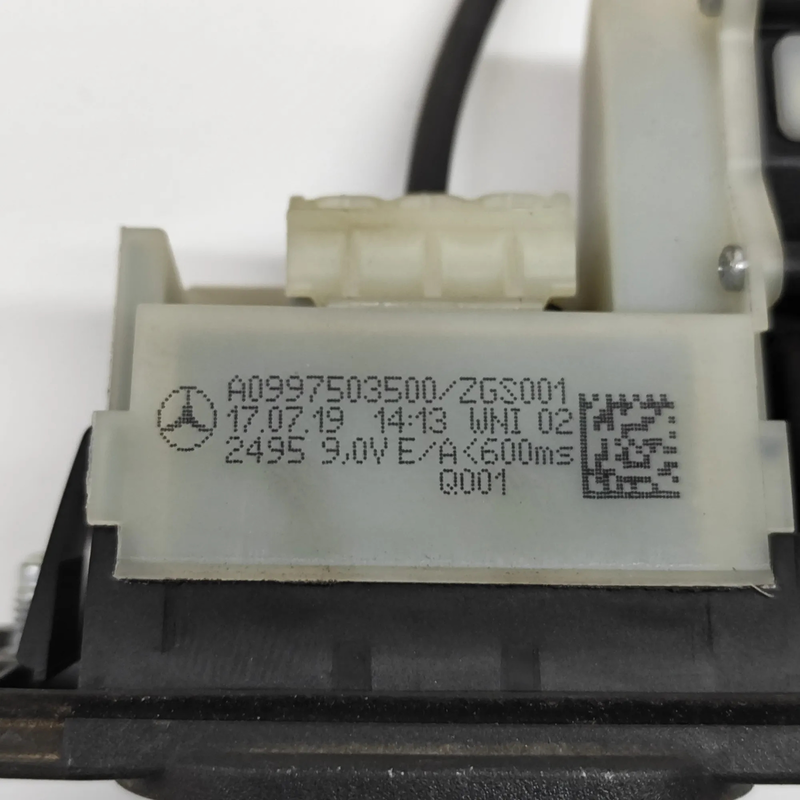 A0997503500/ZGS001
17.07.19 14:13 WNI 02
2495 9.0V E/A<600ms
Q001